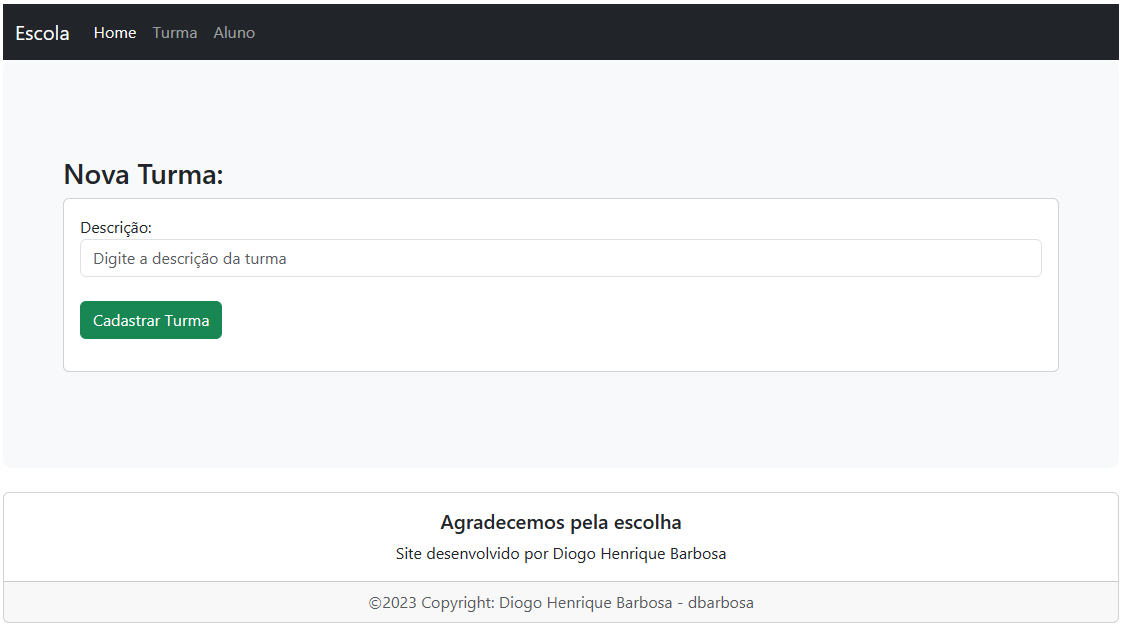 Escola Home Turma Aluno
Nova Turma:
Descrição:
Digite a descrição da turma
Cadastrar Turma
Agradecemos pela escolha
Site desenvolvido por Diogo Henrique Barbosa
©2023 Copyright: Diogo Henrique Barbosa - dbarbosa